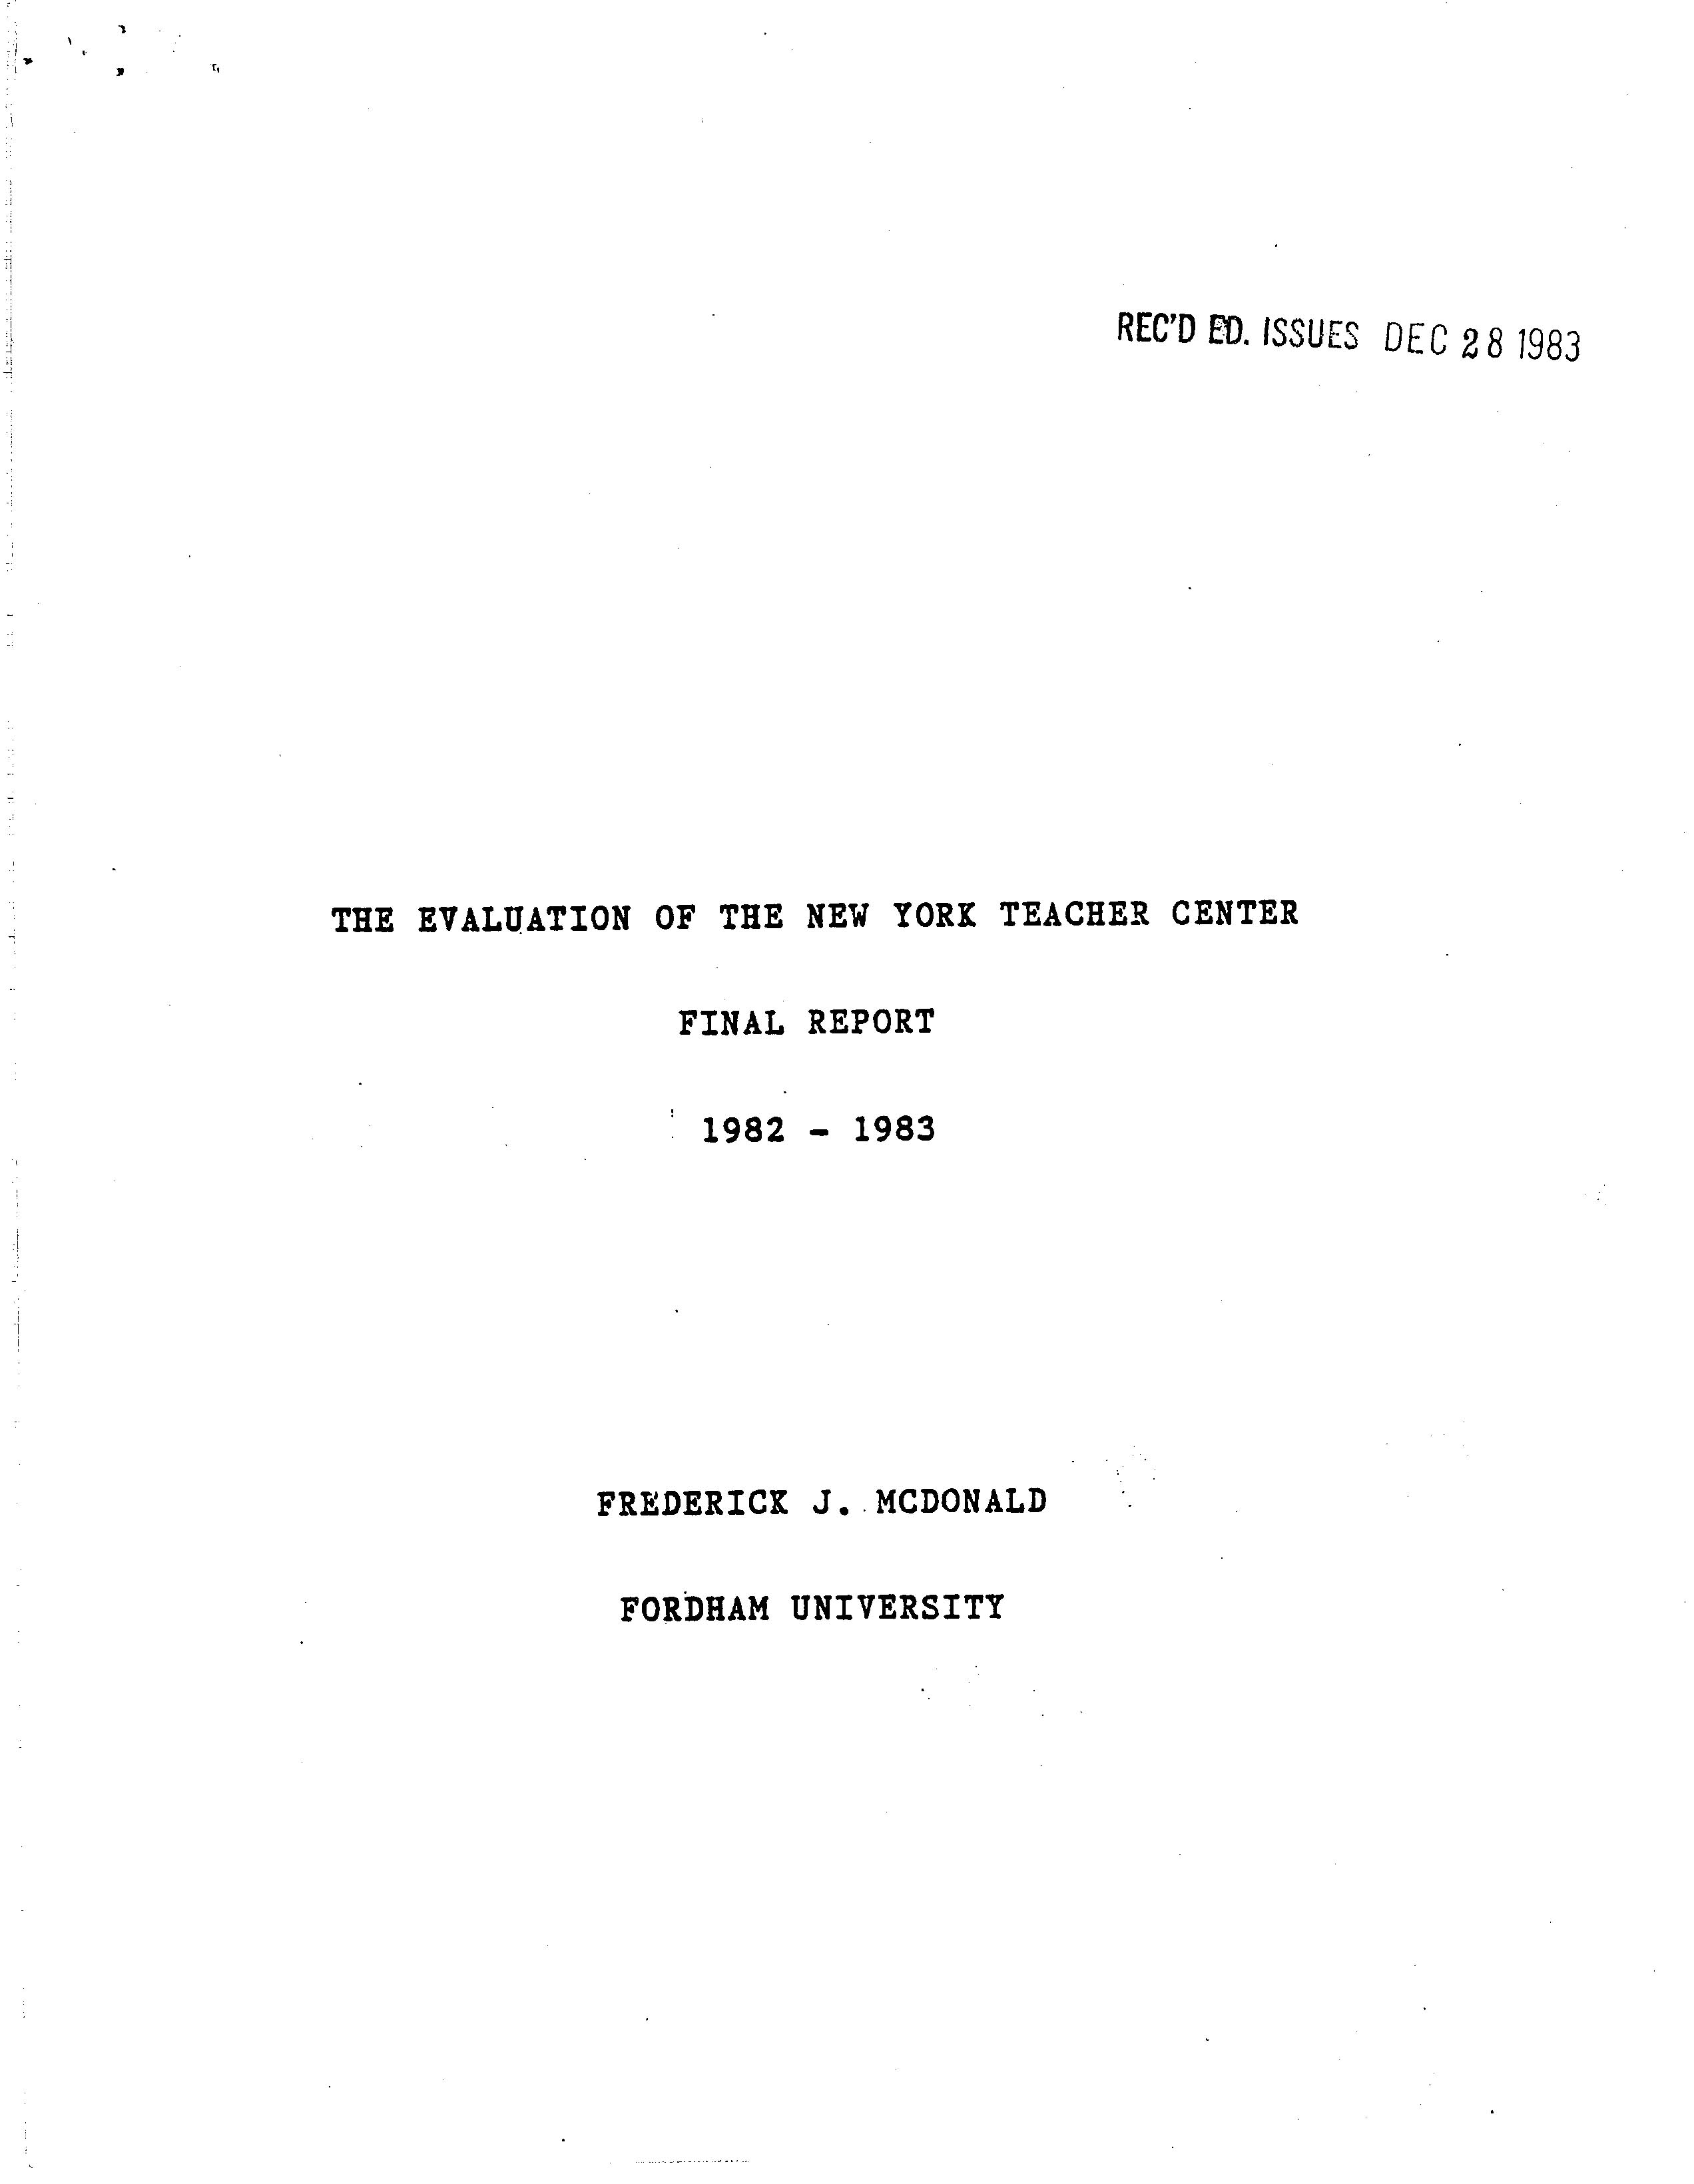 REC'D ED. ISSUES DEC 28 1983
THE EVALUATION OF THE NEW YORK TEACHER CENTER
FINAL REPORT
1982 - 1983
FREDERICK J. MCDONALD
FORDHAM UNIVERSITY